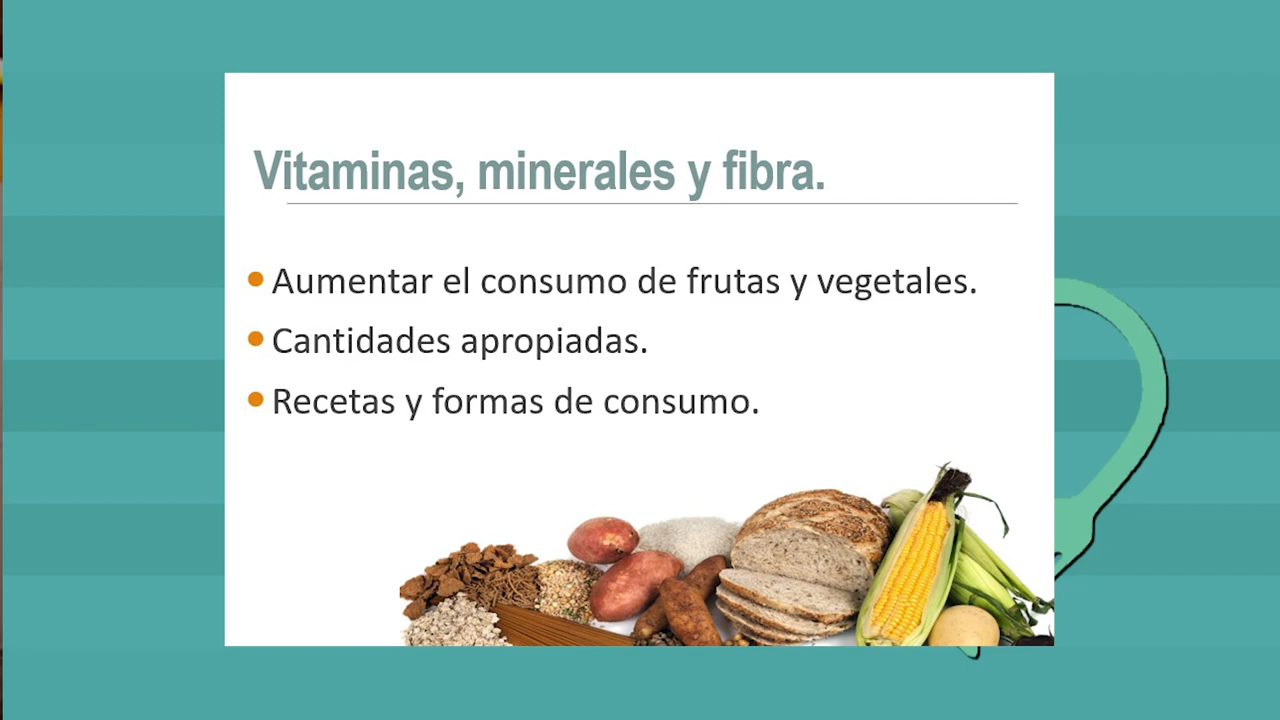 Vitaminas, minerales y fibra.
Aumentar el consumo de frutas y vegetales.
Cantidades apropiadas.
Recetas y formas de consumo.